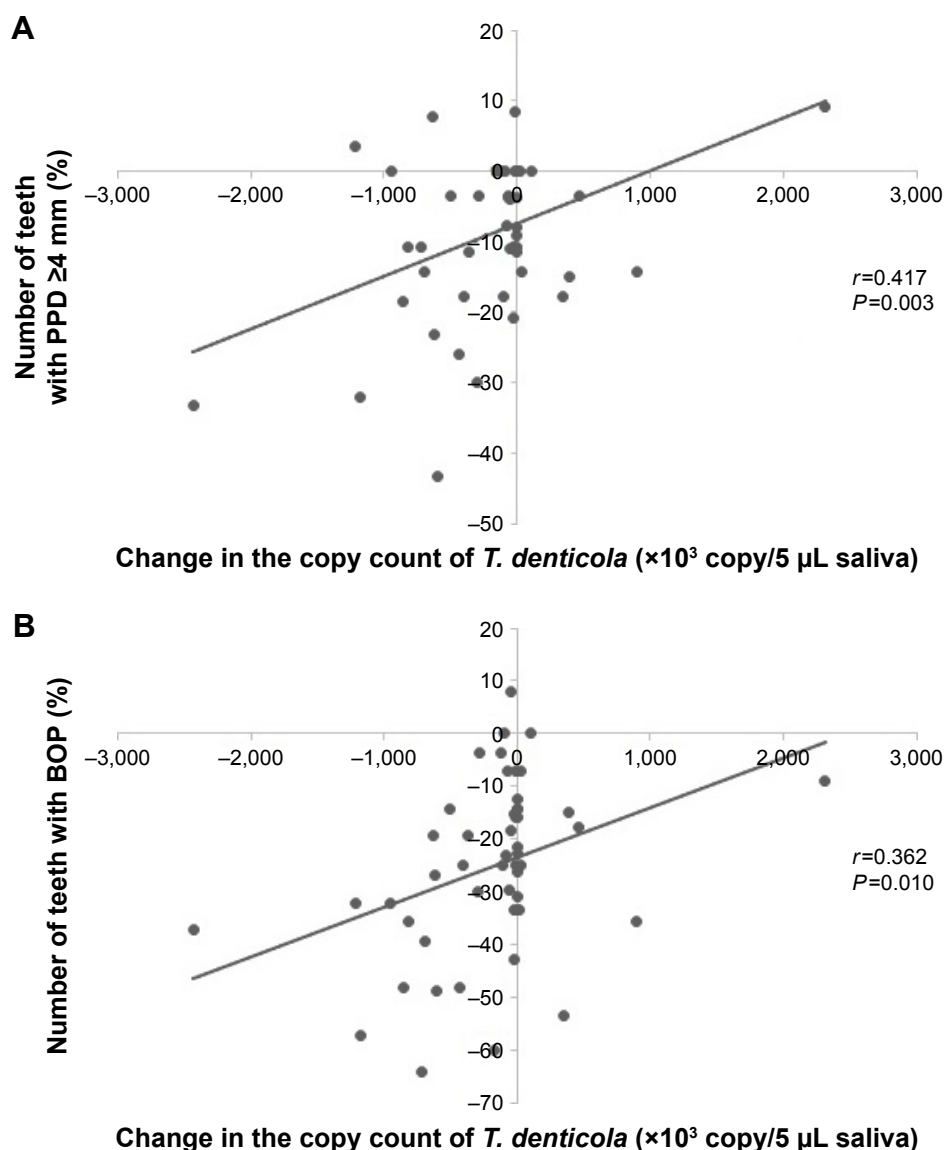 A
20
10
0
–3,000 –2,000 –1,000 0 1,000 2,000 3,000
–10
–20
–30
–40
–50
Number of teeth
with PPD ≥4 mm (%)
r=0.417
P=0.003
Change in the copy count of T. denticola (×10³ copy/5 µL saliva)
B
20
10
0
–3,000 –2,000 –1,000 0 1,000 2,000 3,000
–10
–20
–30
–40
–50
–60
–70
Number of teeth with BOP (%)
r=0.362
P=0.010
Change in the copy count of T. denticola (×10³ copy/5 µL saliva)